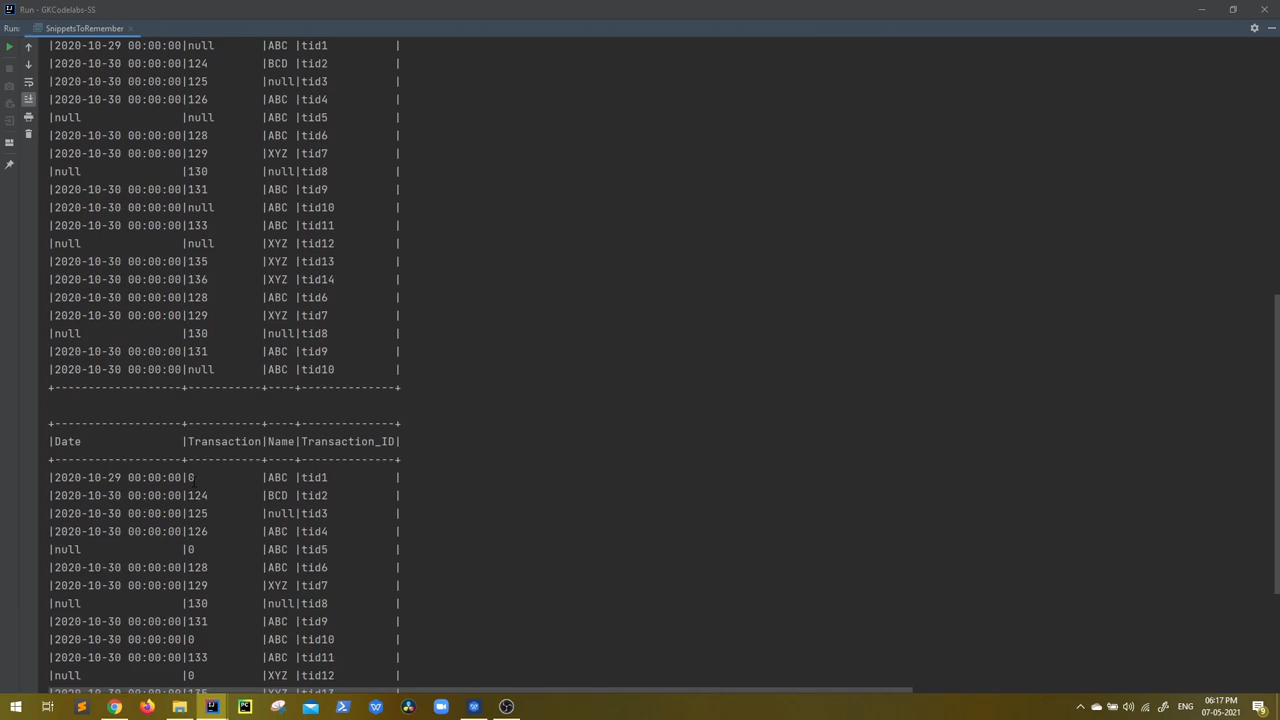 Run - GKCodelabs-SS
Run: SnippetsToRemember
|2020-10-29 00:00:00|null       |ABC |tid1          |
|2020-10-30 00:00:00|124        |BCD |tid2          |
|2020-10-30 00:00:00|125        |null|tid3          |
|2020-10-30 00:00:00|126        |ABC |tid4          |
|null               |null       |ABC |tid5          |
|2020-10-30 00:00:00|128        |ABC |tid6          |
|2020-10-30 00:00:00|129        |XYZ |tid7          |
|null               |130        |null|tid8          |
|2020-10-30 00:00:00|131        |ABC |tid9          |
|2020-10-30 00:00:00|null       |ABC |tid10         |
|2020-10-30 00:00:00|133        |ABC |tid11         |
|null               |null       |XYZ |tid12         |
|2020-10-30 00:00:00|135        |XYZ |tid13         |
|2020-10-30 00:00:00|136        |XYZ |tid14         |
|2020-10-30 00:00:00|128        |ABC |tid6          |
|2020-10-30 00:00:00|129        |XYZ |tid7          |
|null               |130        |null|tid8          |
|2020-10-30 00:00:00|131        |ABC |tid9          |
|2020-10-30 00:00:00|null       |ABC |tid10         |
+-------------------+-----------+----+--------------+
+-------------------+-----------+----+--------------+
|Date               |Transaction|Name|Transaction_ID|
+-------------------+-----------+----+--------------+
|2020-10-29 00:00:00|0          |ABC |tid1          |
|2020-10-30 00:00:00|124        |BCD |tid2          |
|2020-10-30 00:00:00|125        |null|tid3          |
|2020-10-30 00:00:00|126        |ABC |tid4          |
|null               |0          |ABC |tid5          |
|2020-10-30 00:00:00|128        |ABC |tid6          |
|2020-10-30 00:00:00|129        |XYZ |tid7          |
|null               |130        |null|tid8          |
|2020-10-30 00:00:00|131        |ABC |tid9          |
|2020-10-30 00:00:00|0          |ABC |tid10         |
|2020-10-30 00:00:00|133        |ABC |tid11         |
|null               |0          |XYZ |tid12         |
|2020-10-30 00:00:00|135        |XYZ |tid13         |
ENG
06:17 PM
07-05-2021